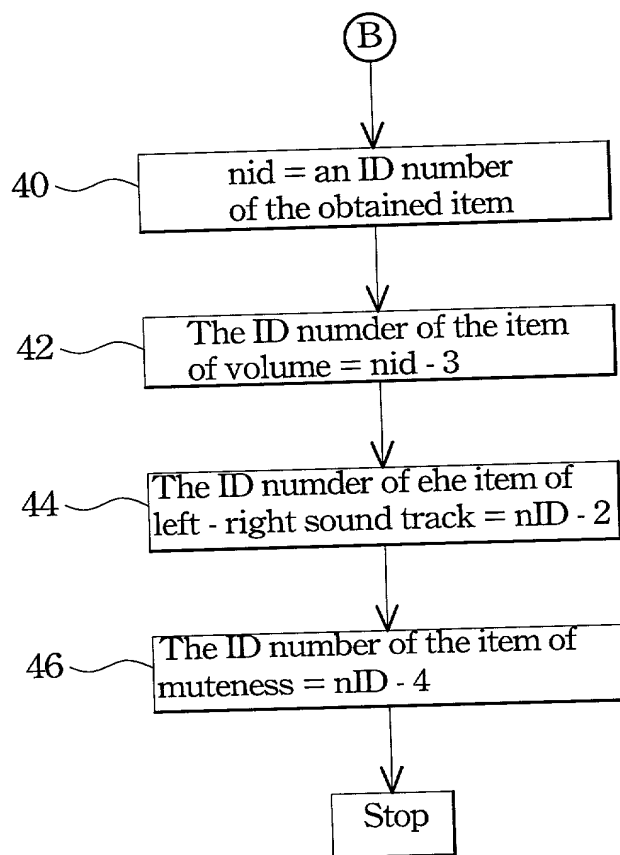 B
40
nid = an ID number
of the obtained item
42
The ID numder of the item
of volume = nid - 3
44
The ID numder of ehe item of
left - right sound track = nID - 2
46
The ID number of the item of
muteness = nID - 4
Stop